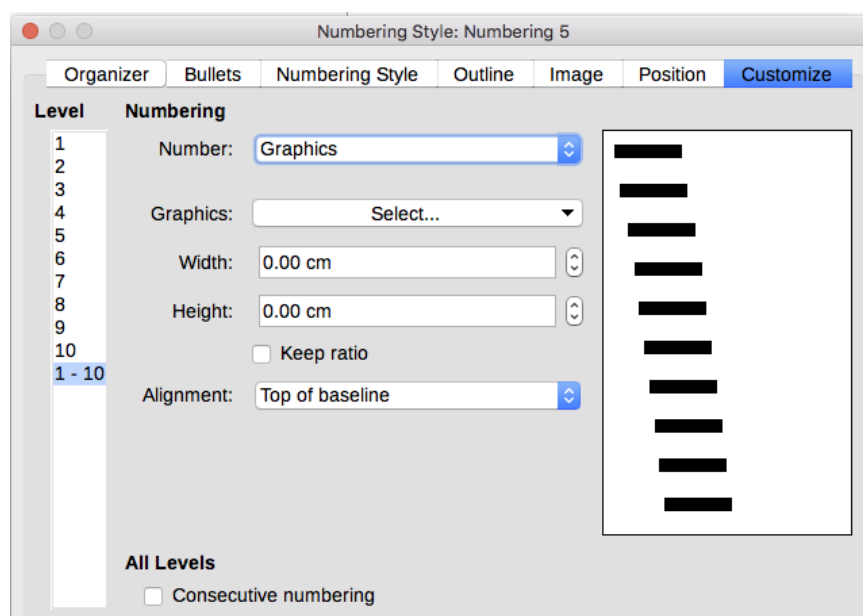 Numbering Style: Numbering 5
Organizer Bullets Numbering Style Outline Image Position Customize
Level Numbering
1
2
3
4
5
6
7
8
9
10
1 - 10
Number: Graphics
Graphics: Select...
Width: 0.00 cm
Height: 0.00 cm
Keep ratio
Alignment: Top of baseline
All Levels
Consecutive numbering